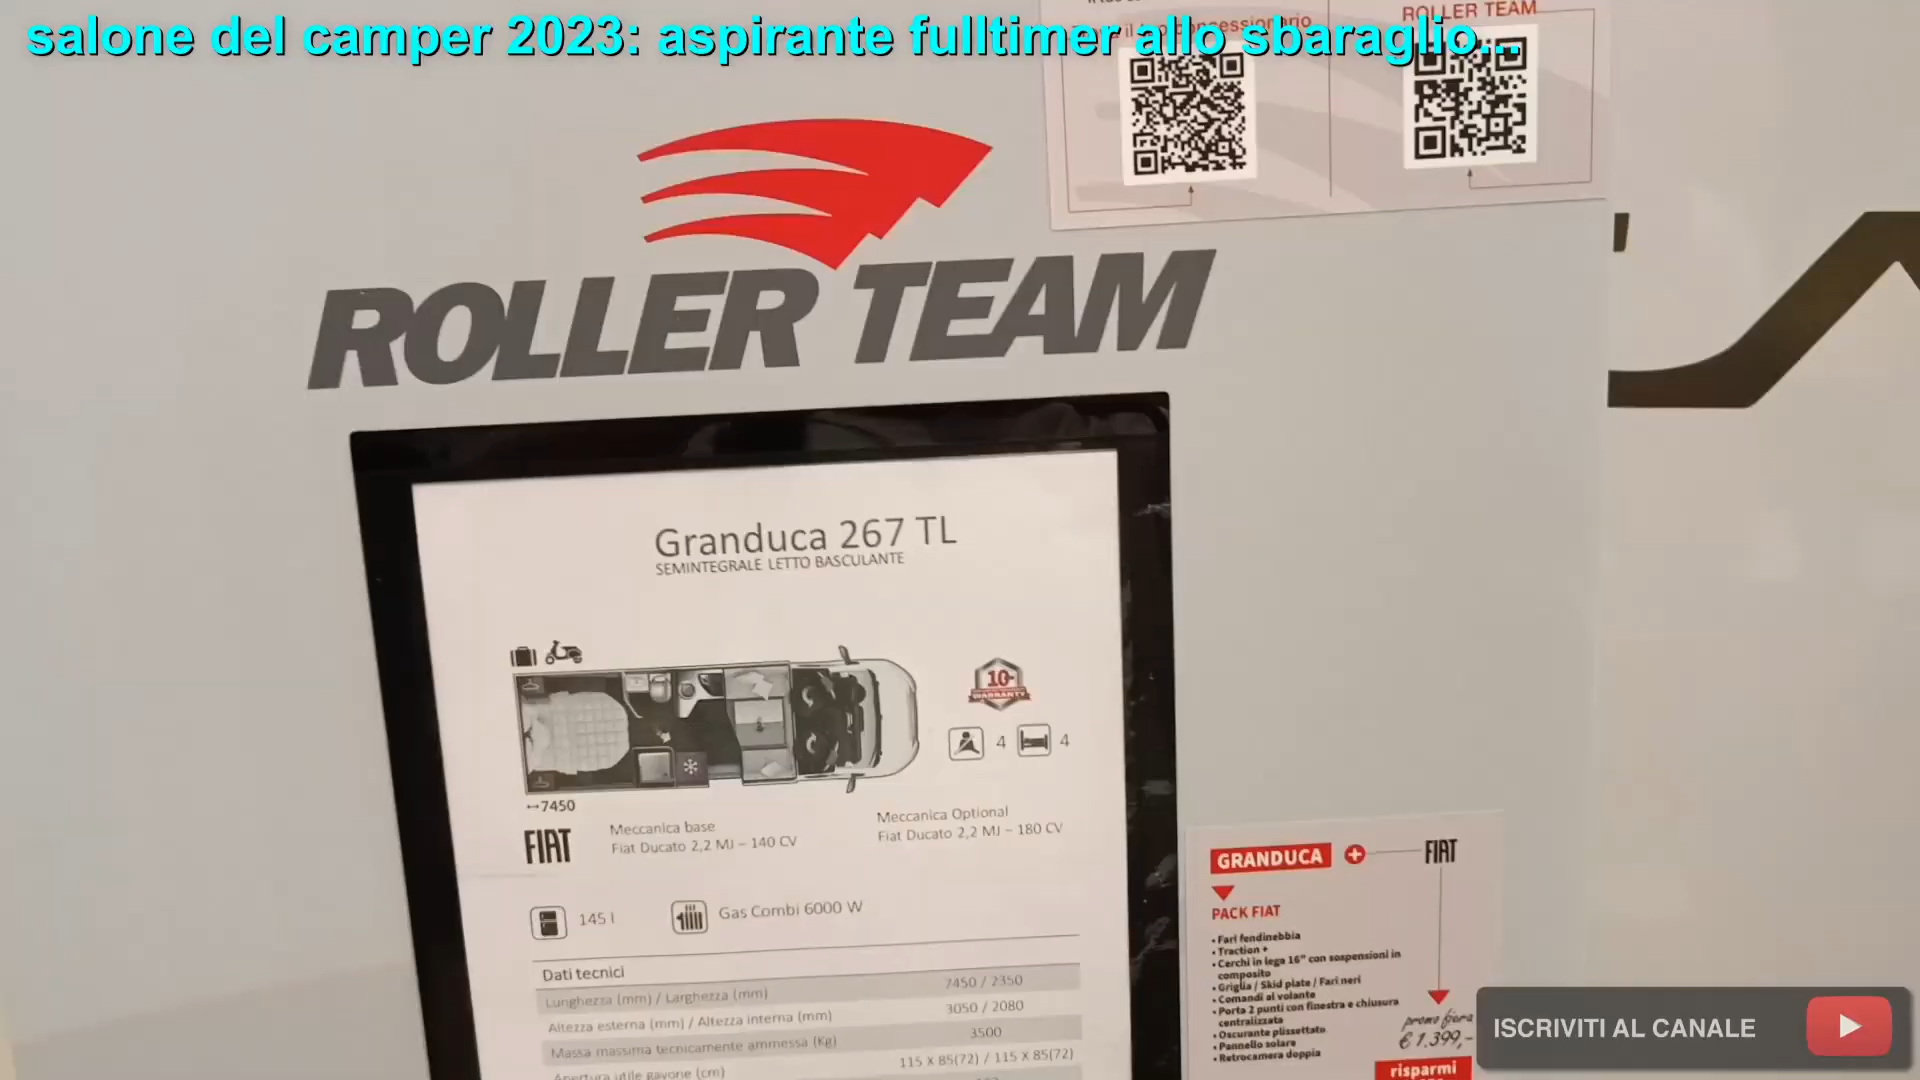 salone del camper 2023: aspirante fulltimer allo sbaraglio...
ROLLER TEAM
ROLLER TEAM
Granduca 267 TL
SEMINTEGRALE LETTO BASCULANTE
10
WARRANTY
4 4
↔7450
FIAT
Meccanica base
Fiat Ducato 2,2 MJ – 140 CV
Meccanica Optional
Fiat Ducato 2,2 MJ – 180 CV
145 l
Gas Combi 6000 W
Dati tecnici
Lunghezza (mm) / Larghezza (mm) 7450 / 2350
Altezza esterna (mm) / Altezza interna (mm) 3050 / 2080
Massa massima tecnicamente ammessa (Kg) 3500
Apertura utile gavone (cm) 115 X 85(72) / 115 X 85(72)
GRANDUCA + FIAT
PACK FIAT
• Fari fendinebbia
• Traction +
• Cerchi in lega 16" con sospensioni in
composito
• Griglia / Skid plate / Fari neri
• Comandi al volante
• Porta 2 punti con finestra e chiusura
centralizzata
• Oscurante plissettato
• Pannello solare
• Retrocamera doppia
promo fiera
€ 1.399,-
risparmi
ISCRIVITI AL CANALE